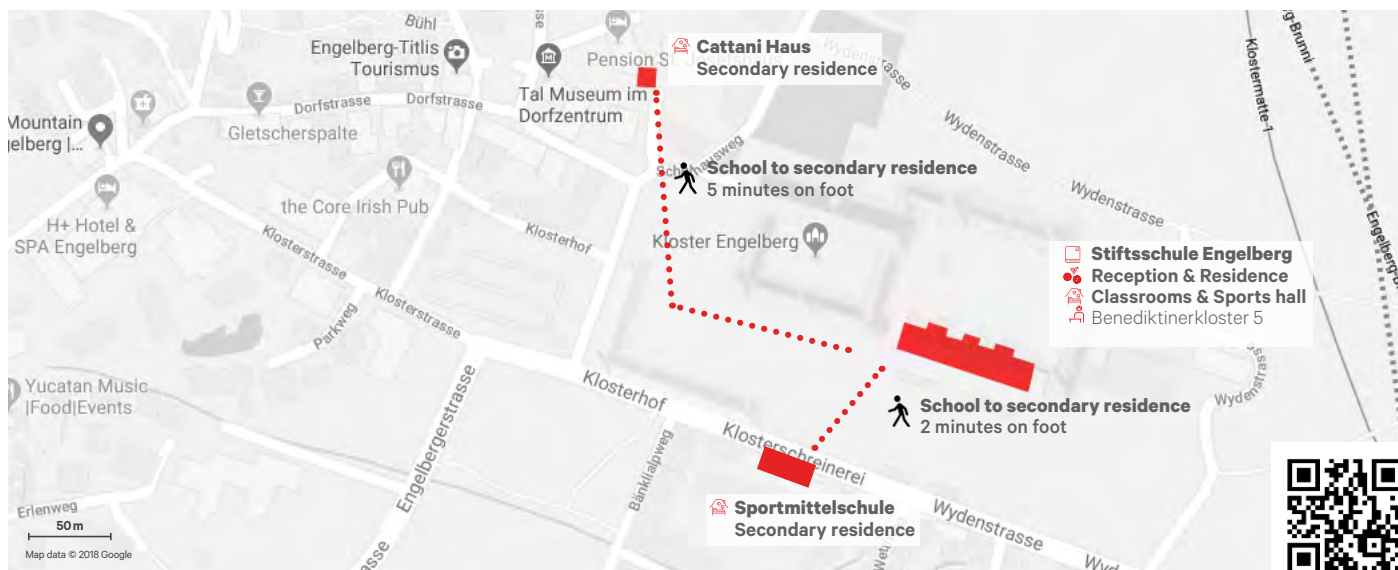 Bühl
Engelberg-Titlis
Tourismus
Tal Museum im
Dorfzentrum
Cattani Haus
Secondary residence
Wydenstrasse
Wydenstrasse
Wydenstrasse
Klostermatte-1
Dorfstrasse
Dorfstrasse
Gletscherspalte
Mountain
H+ Hotel &
SPA Engelberg
the Core Irish Pub
Klosterhof
Klosterstrasse
Klosterstrasse
Parkweg
School to secondary residence
5 minutes on foot
Kloster Engelberg
Stiftsschule Engelberg
Reception & Residence
Classrooms & Sports hall
Benediktinerkloster 5
Yucatan Music
|Food|Events
Engelbergerstrasse
Klosterhof
Bänklialpweg
Klosterschreinerei
School to secondary residence
2 minutes on foot
Wydenstrasse
Sportmittelschule
Secondary residence
Wydenstrasse
Erlenweg
50 m
Map data © 2018 Google